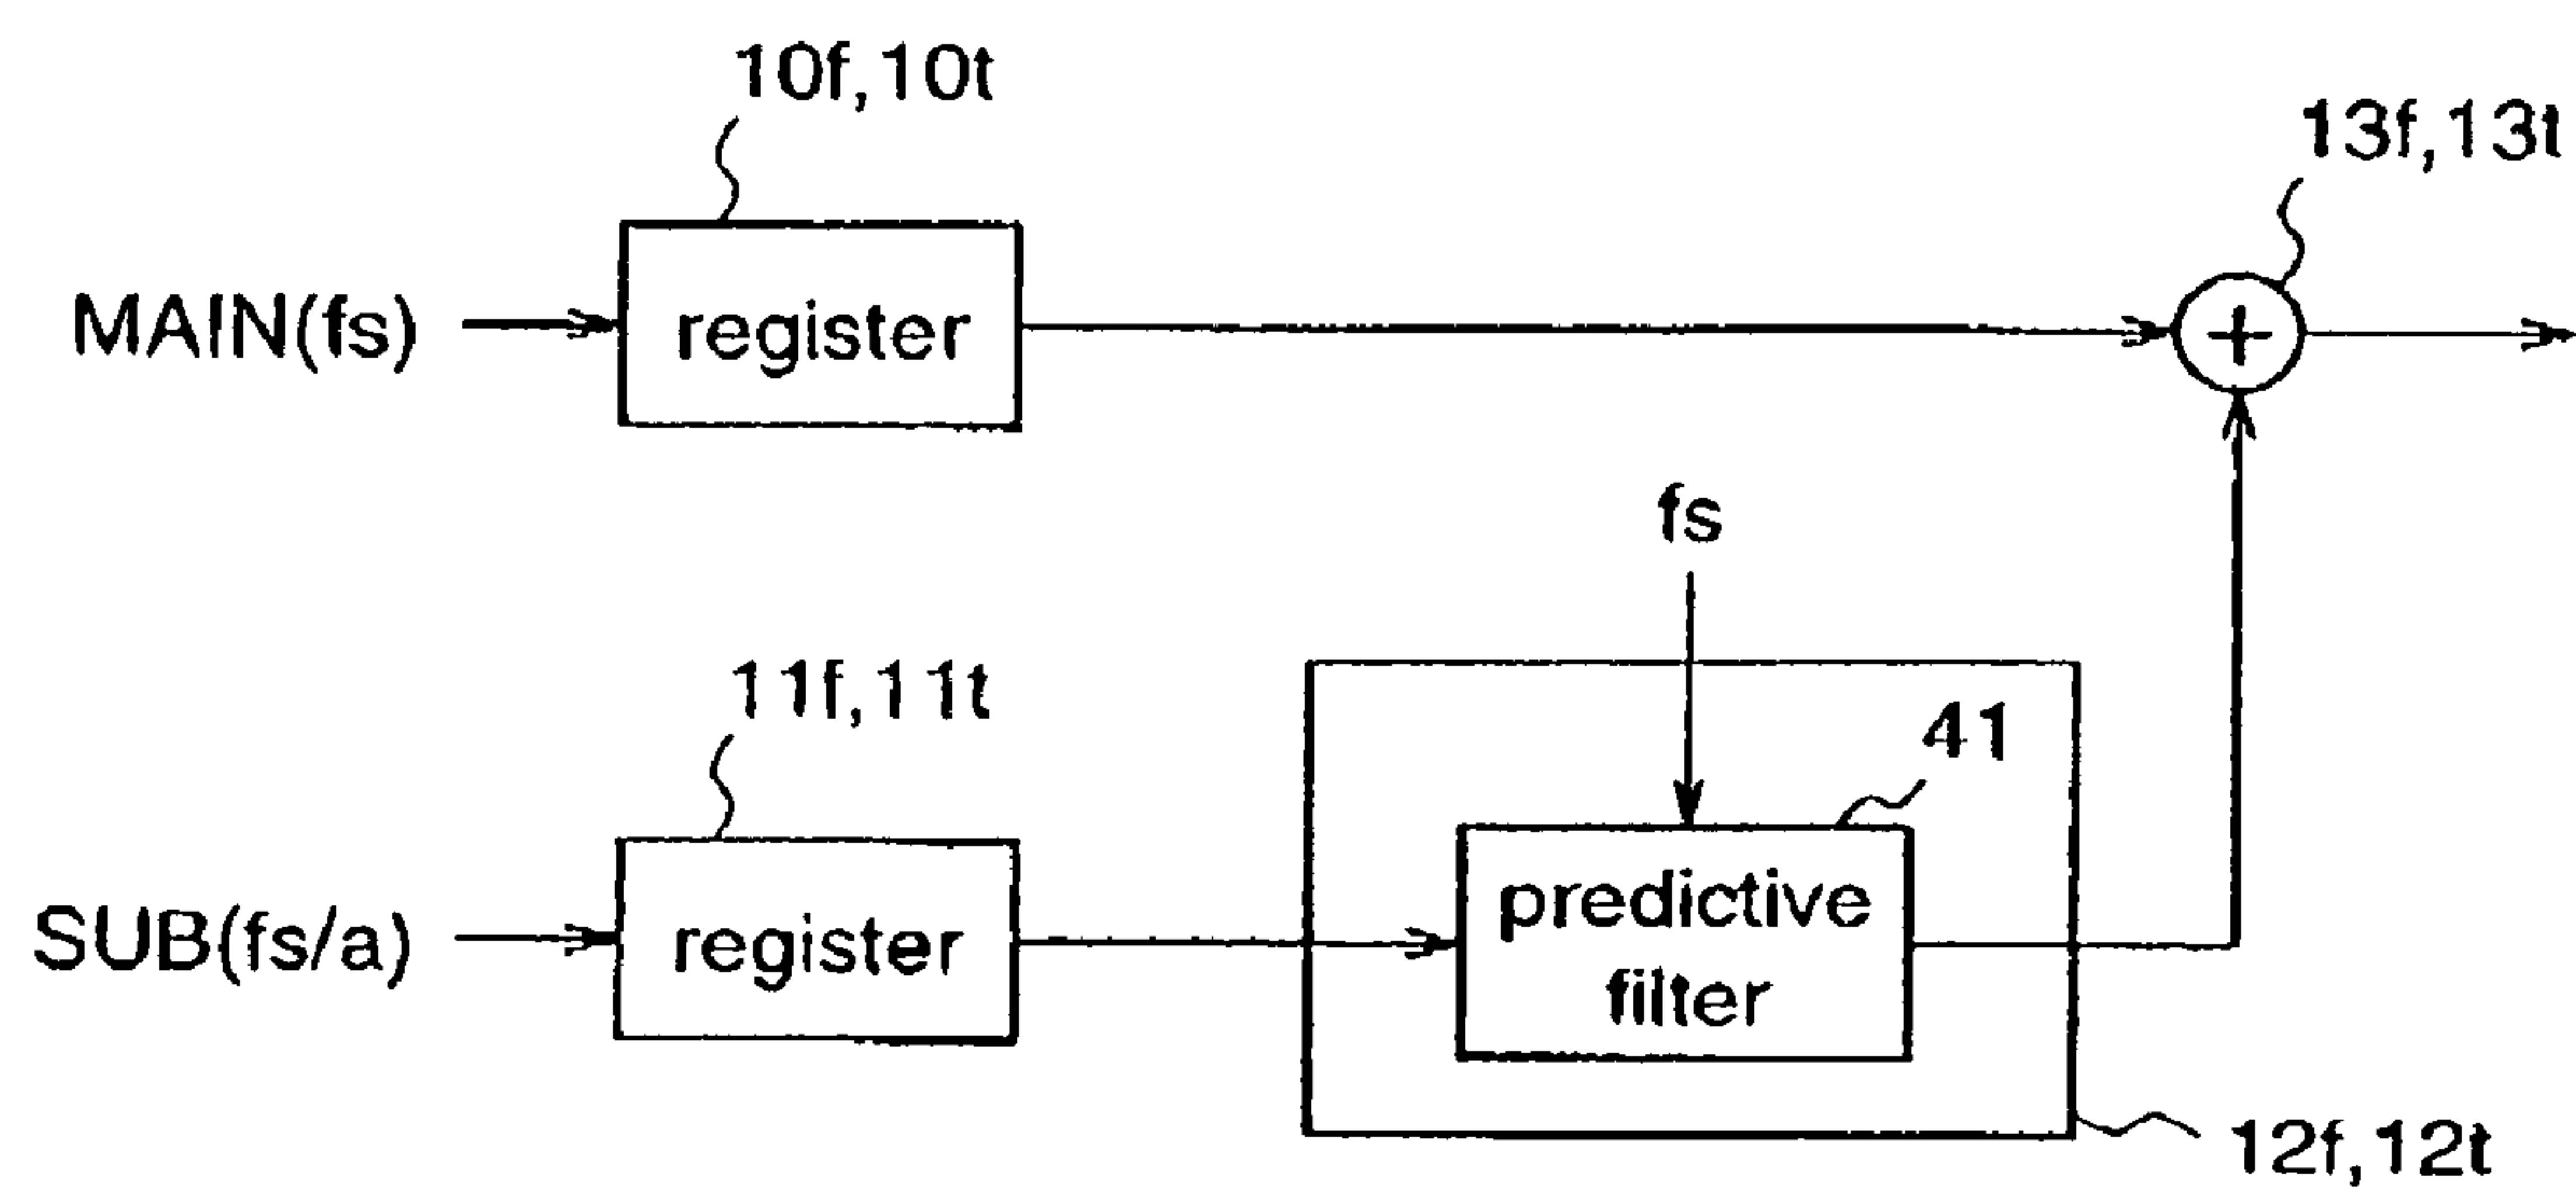 10f,10t
13f,13t
MAIN(fs)
register
+
fs
11f,11t
41
SUB(fs/a)
register
predictive
filter
12f,12t